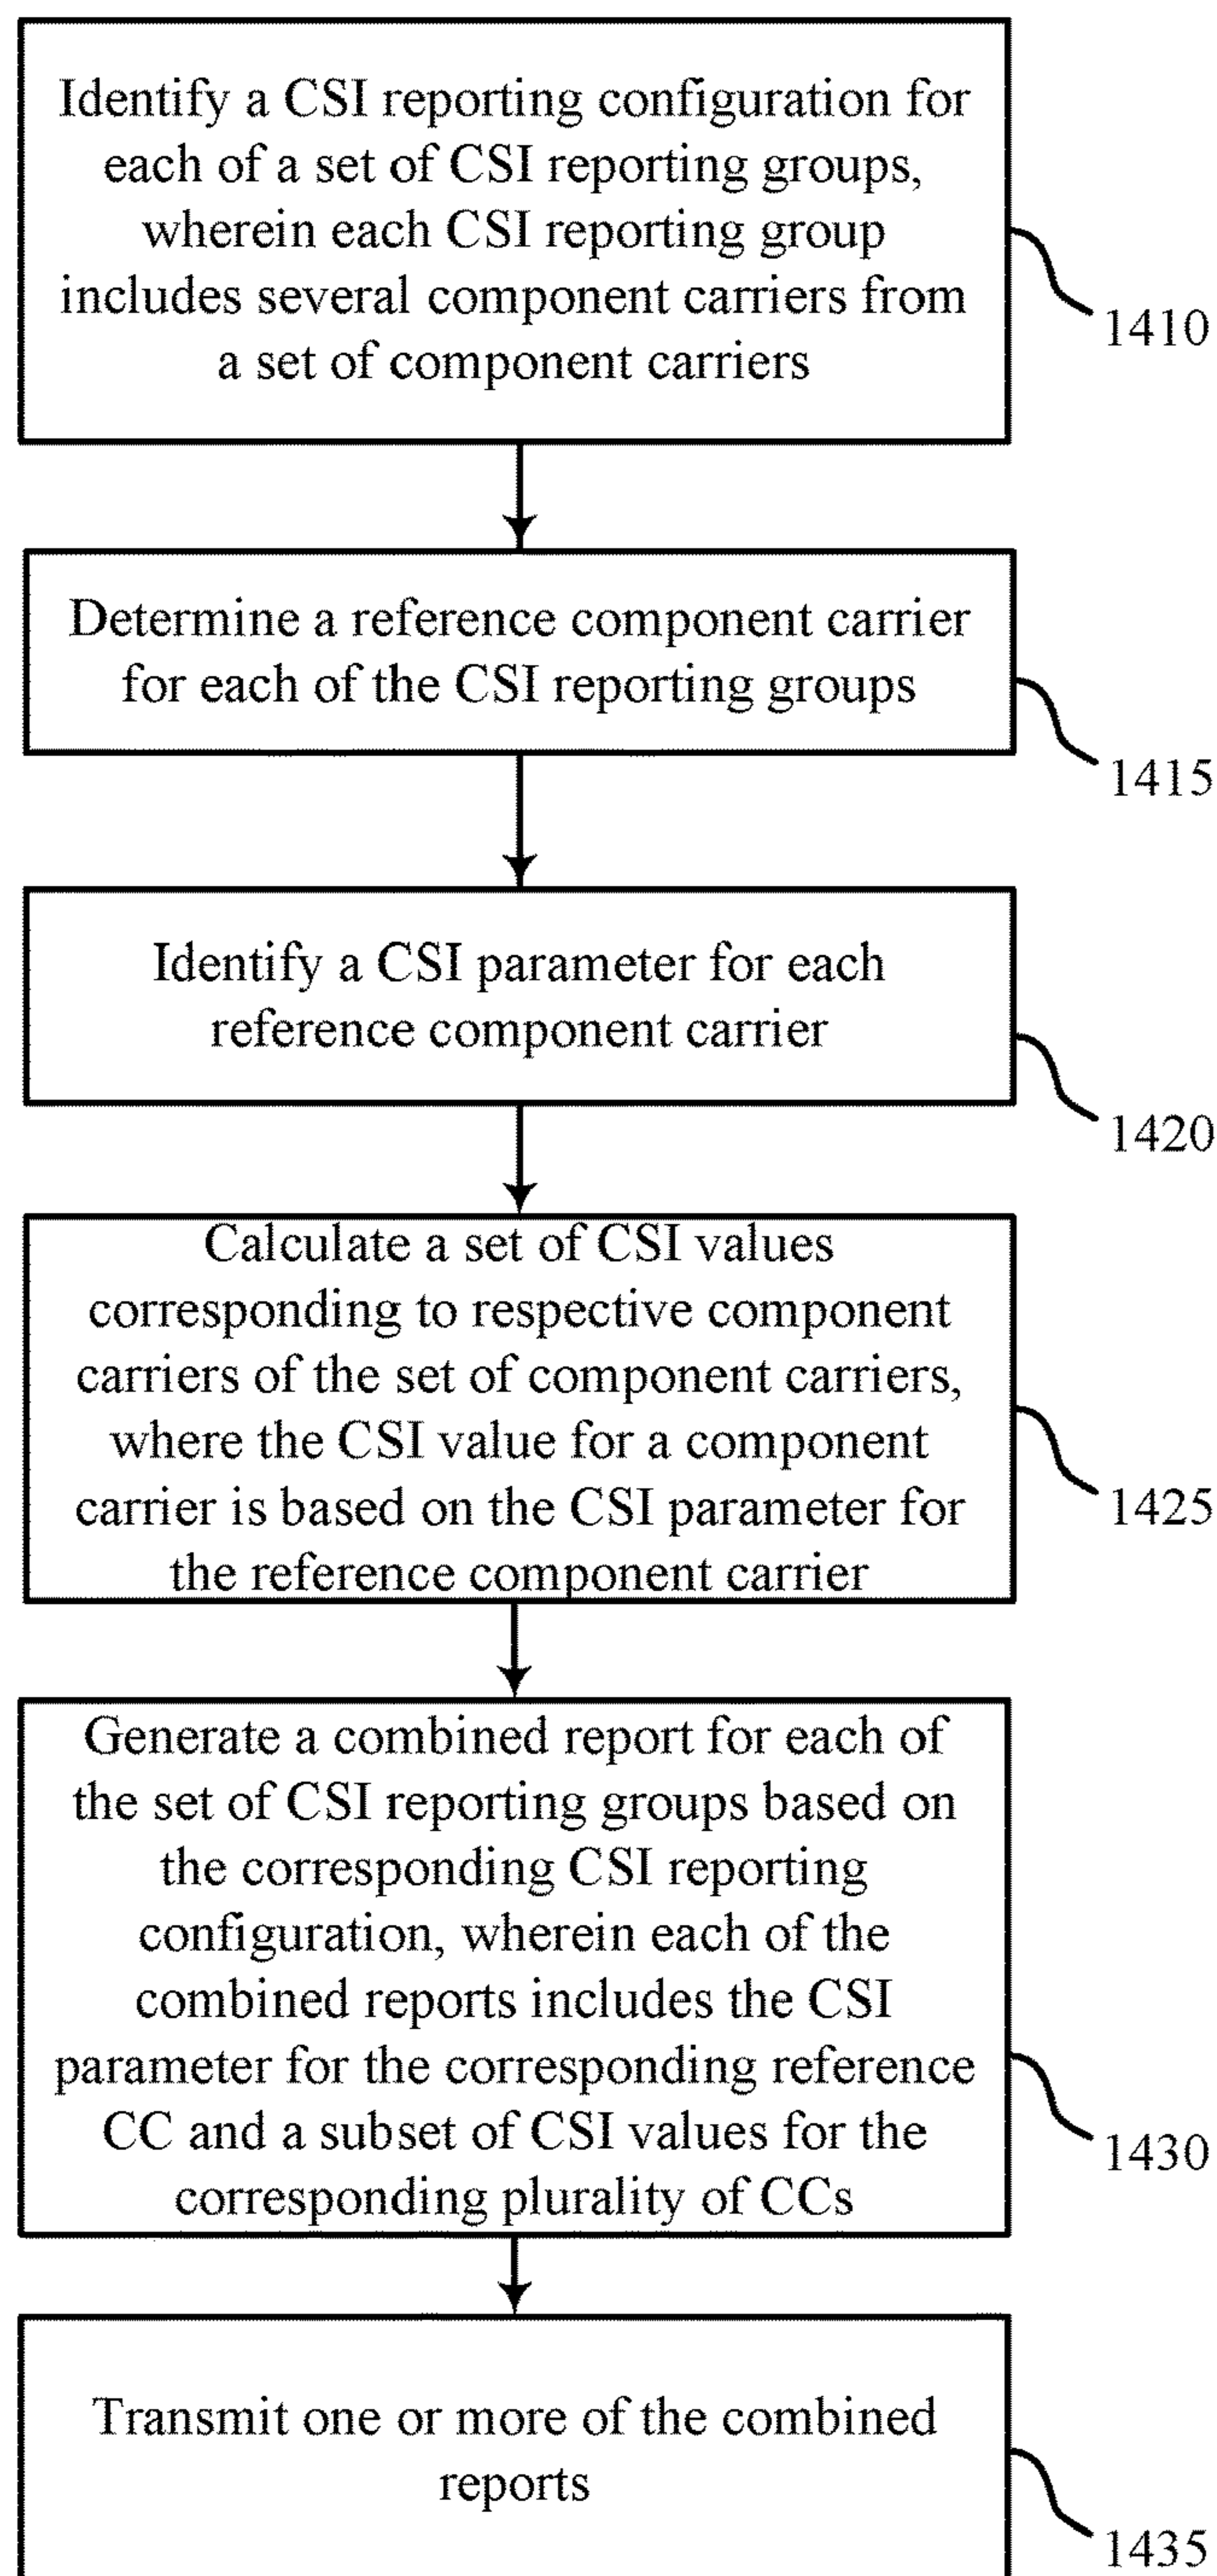 Identify a CSI reporting configuration for
each of a set of CSI reporting groups,
wherein each CSI reporting group
includes several component carriers from
a set of component carriers
1410
Determine a reference component carrier
for each of the CSI reporting groups
1415
Identify a CSI parameter for each
reference component carrier
1420
Calculate a set of CSI values
corresponding to respective component
carriers of the set of component carriers,
where the CSI value for a component
carrier is based on the CSI parameter for
the reference component carrier
1425
Generate a combined report for each of
the set of CSI reporting groups based on
the corresponding CSI reporting
configuration, wherein each of the
combined reports includes the CSI
parameter for the corresponding reference
CC and a subset of CSI values for the
corresponding plurality of CCs
1430
Transmit one or more of the combined
reports
1435